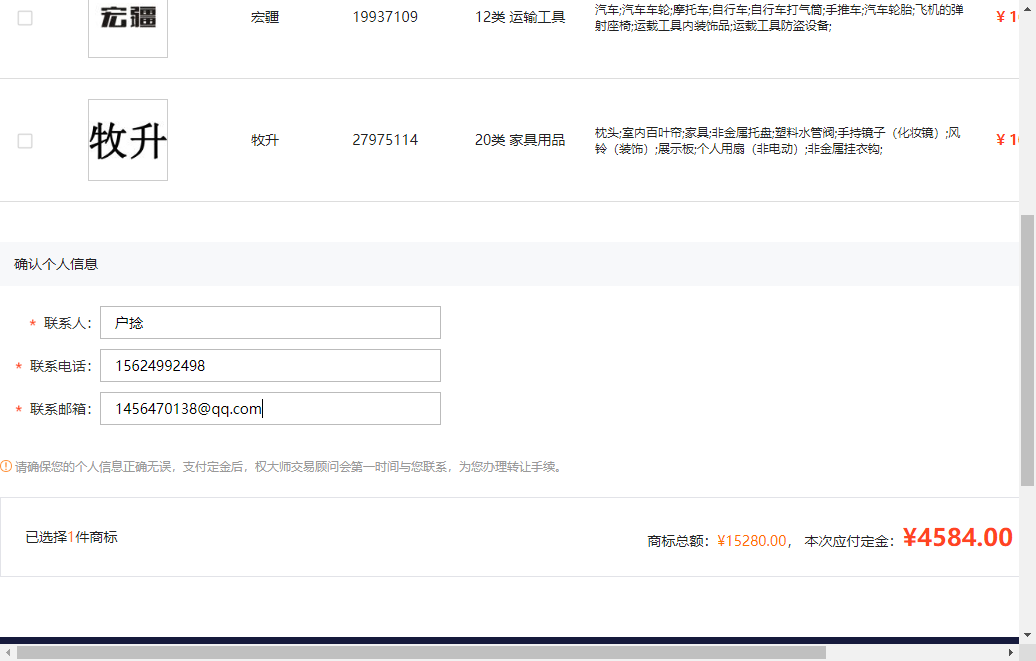 宏疆 宏疆 19937109 12类 运输工具 汽车;汽车车轮;摩托车;自行车;自行车打气筒;手推车;汽车轮胎;飞机的弹
射座椅;运载工具内装饰品;运载工具防盗设备; ¥ 1
牧升 牧升 27975114 20类 家具用品 枕头;室内百叶帘;家具;非金属托盘;塑料水管阀;手持镜子（化妆镜）;风
铃（装饰）;展示板;个人用扇（非电动）;非金属挂衣钩; ¥ 1
确认个人信息
* 联系人： 户捻
* 联系电话： 15624992498
* 联系邮箱： 1456470138@qq.com
请确保您的个人信息正确无误，支付定金后，权大师交易顾问会第一时间与您联系，为您办理转让手续。
已选择1件商标 商标总额：¥15280.00， 本次应付定金：¥4584.00